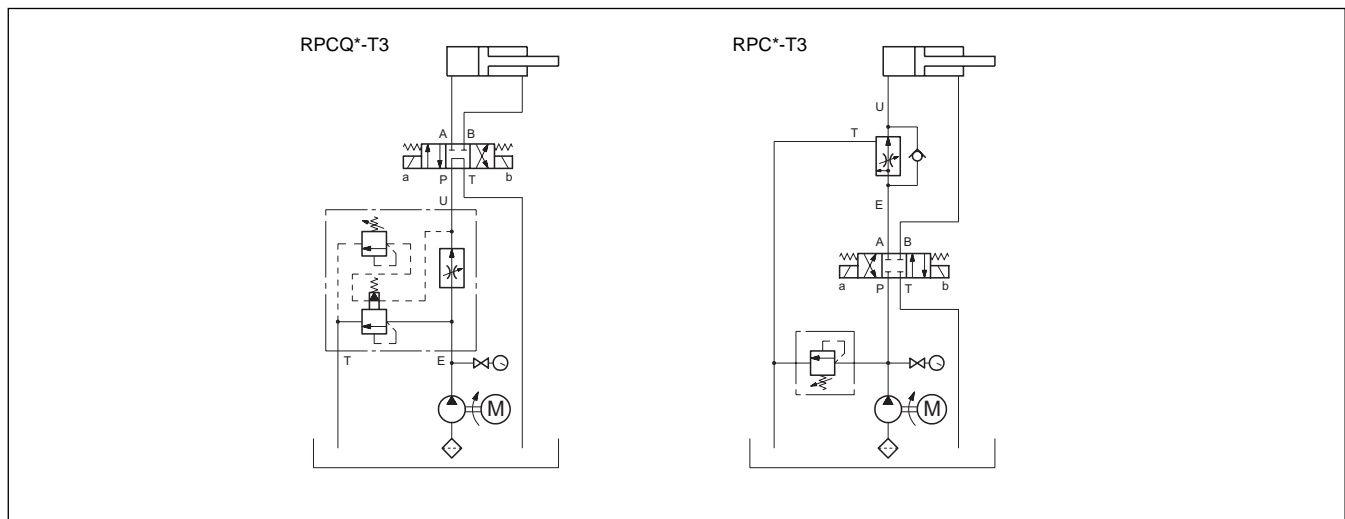 RPCQ*-T3
A B
a P T b
U
T E
M
RPC*-T3
U
T
E
A B
a P T b
M